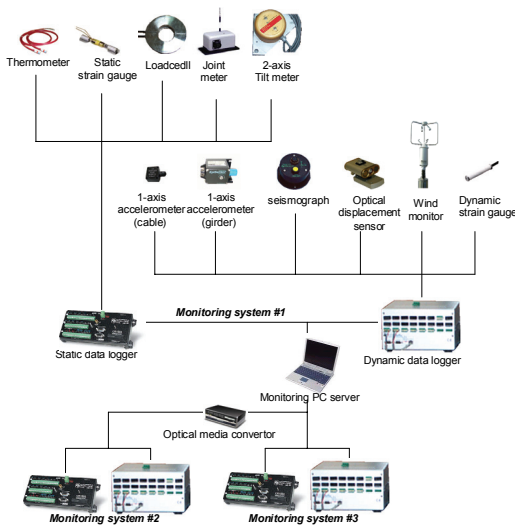 Thermometer
Static
strain gauge
Loadcedll
Joint
meter
2-axis
Tilt meter
1-axis
accelerometer
(cable)
1-axis
accelerometer
(girder)
seismograph
Optical
displacement
sensor
Wind
monitor
Dynamic
strain gauge
Monitoring system #1
Static data logger
Dynamic data logger
Monitoring PC server
Optical media convertor
Monitoring system #2
Monitoring system #3